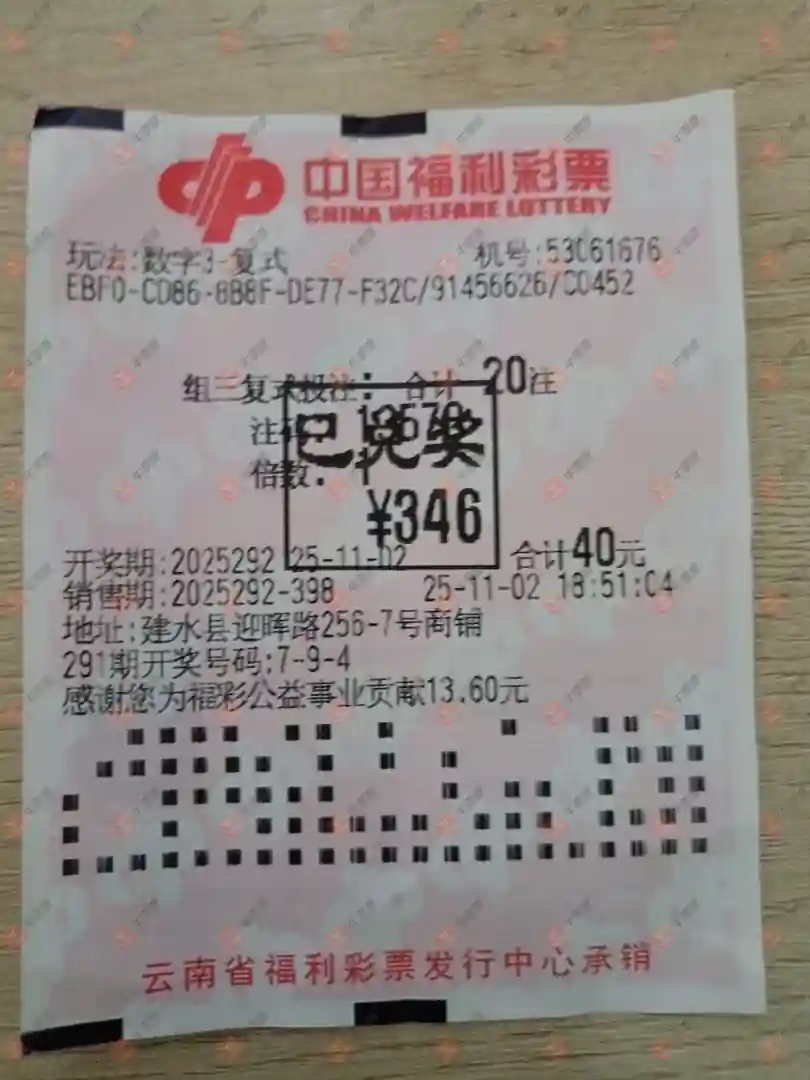 中国福利彩票
CHINA WELFARE LOTTERY
玩法:数字3-复式 机号:53061676
EBF0-CD86-8B8F-DE77-F32C/91456626/C0452
组三复式投注: 合计 20注
注码:
倍数: 1
已兑奖
¥346
开奖期:2025292 25-11-02 合计40元
销售期:2025292-398 25-11-02 18:51:04
地址:建水县迎晖路256-7号商铺
291期开奖号码:7-9-4
感谢您为福彩公益事业贡献13.60元
云南省福利彩票发行中心承销